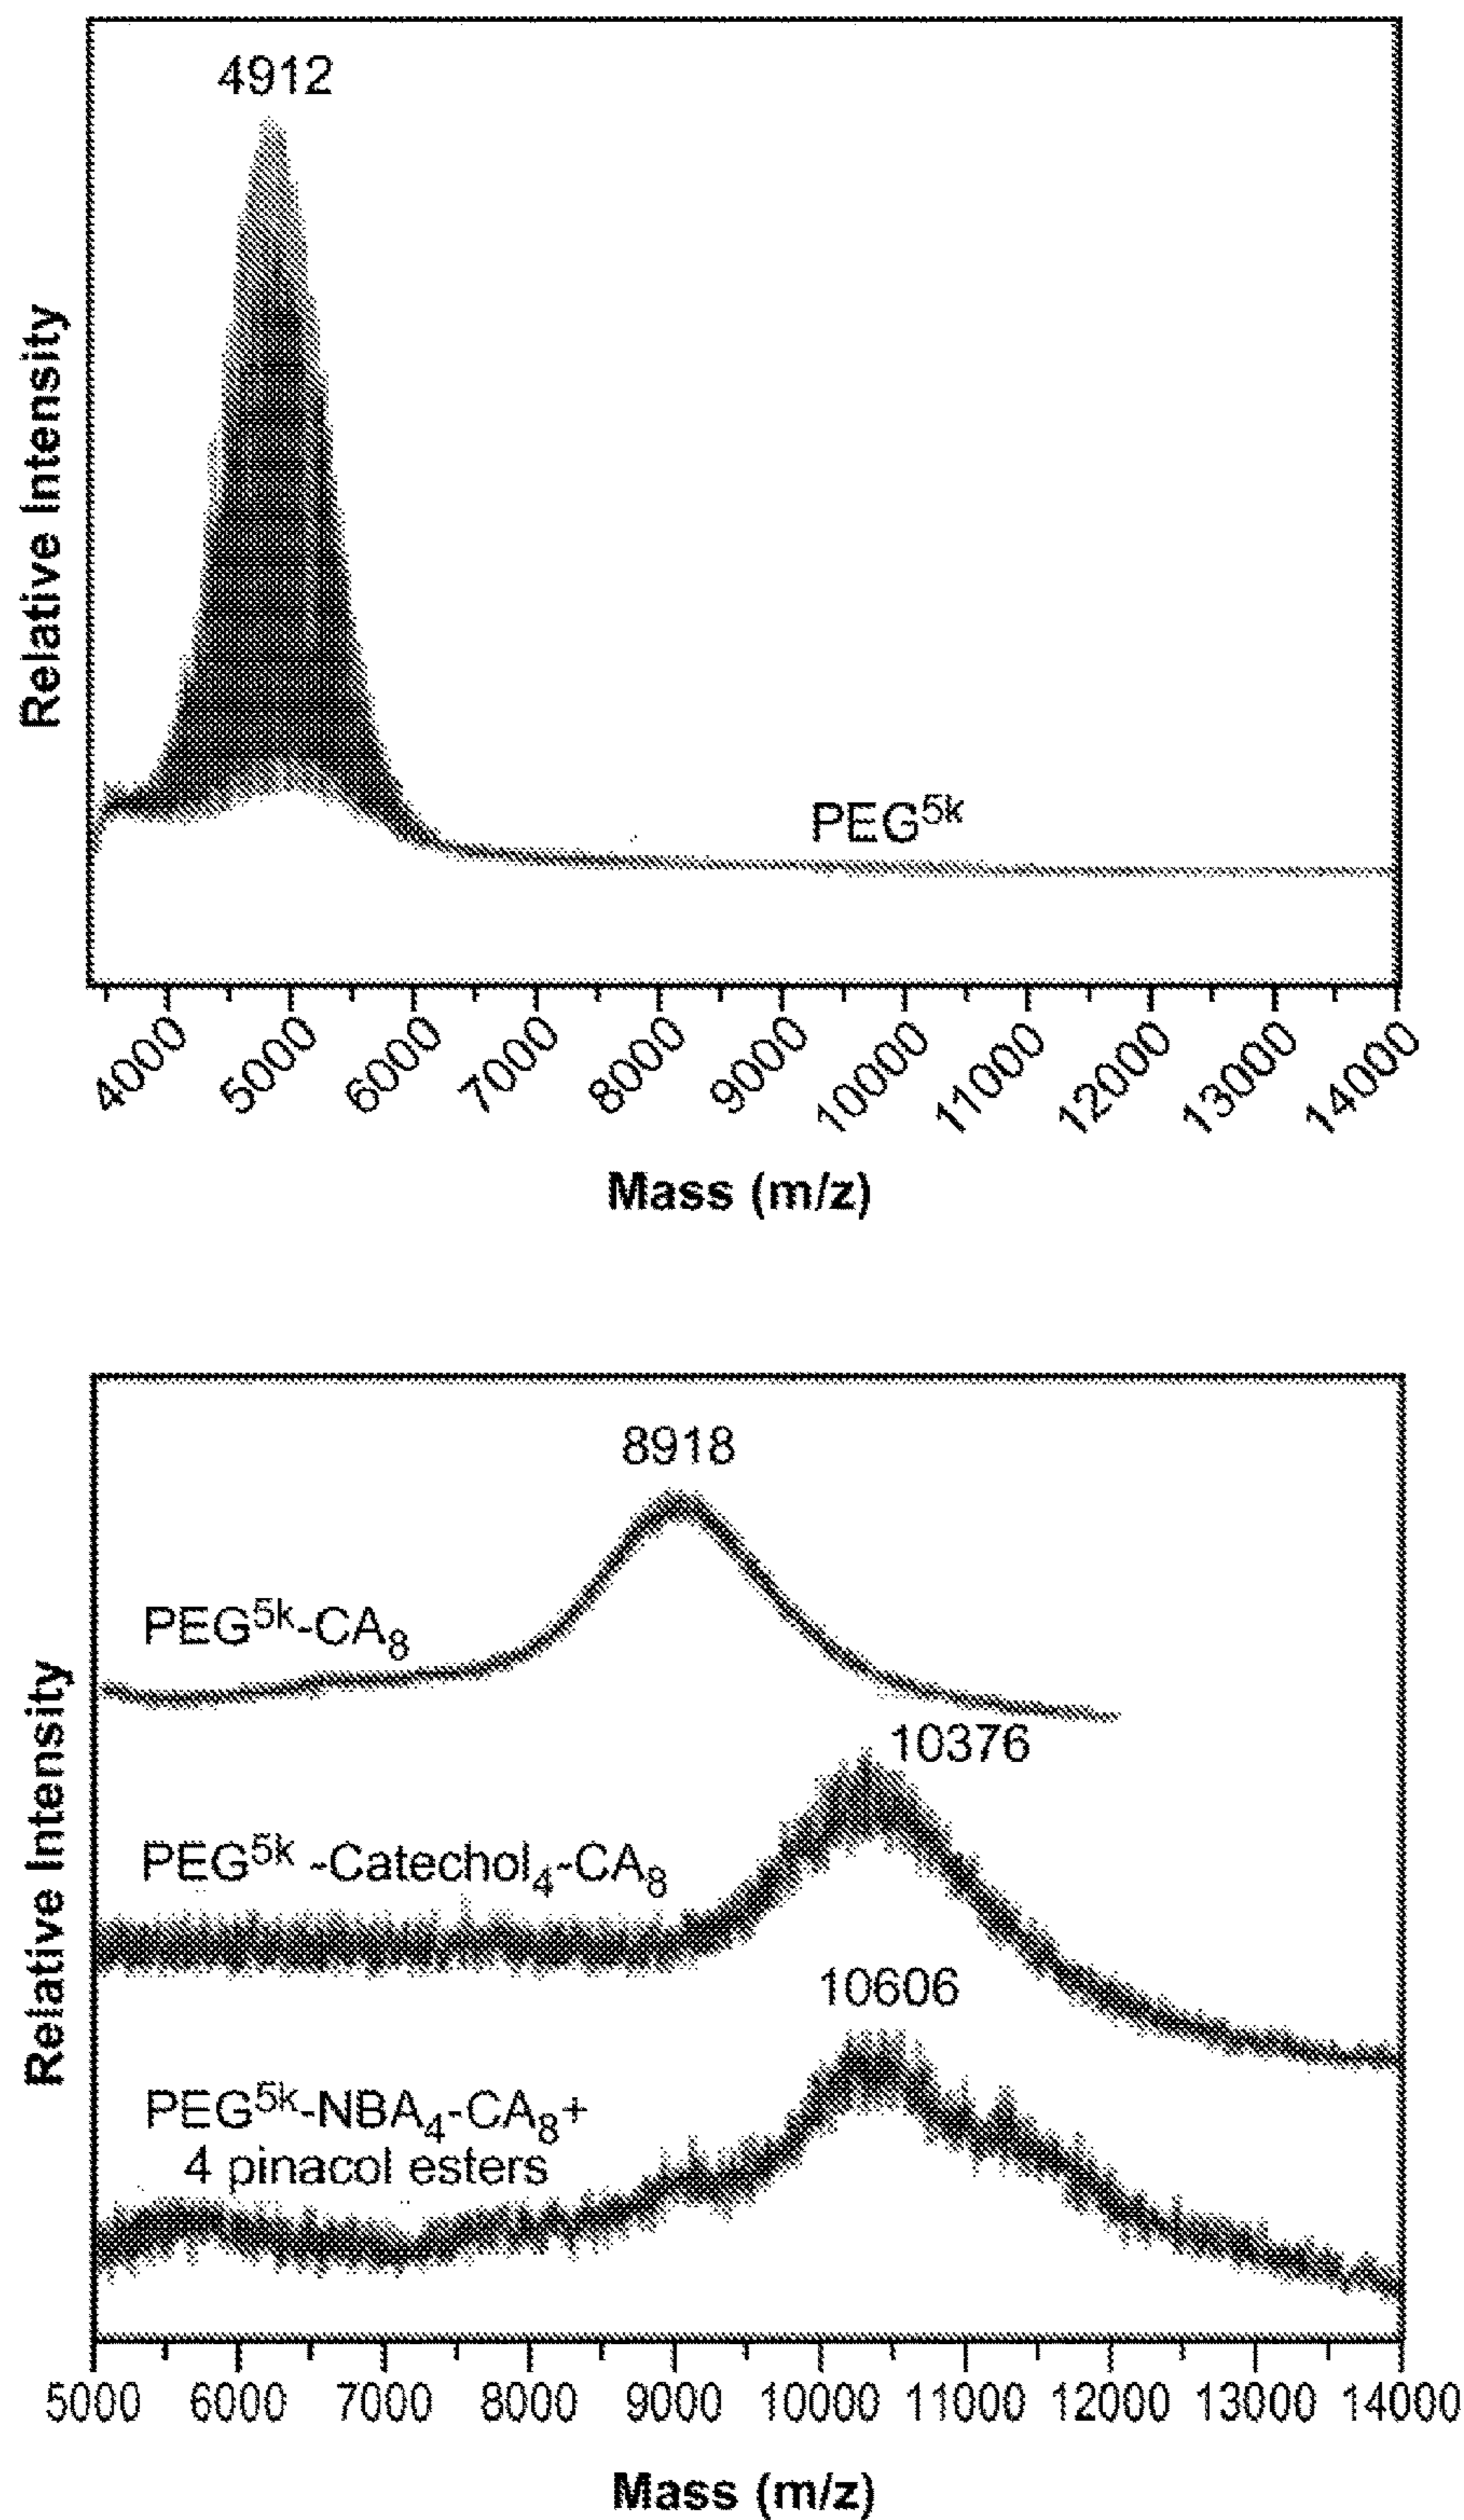 4912
Relative Intensity
PEG5k
4000 5000 6000 7000 8000 9000 10000 11000 12000 13000 14000
Mass (m/z)
8918
PEG5k-CA8
10376
PEG5k -Catechol4-CA8
10606
PEG5k-NBA4-CA8+
4 pinacol esters
Relative Intensity
5000 6000 7000 8000 9000 10000 11000 12000 13000 14000
Mass (m/z)